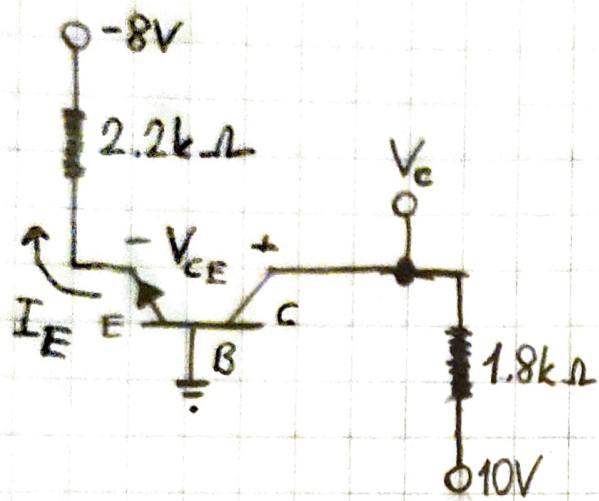 -8V
2.2kΩ
Vc
- VCE +
IE
E
C
B
1.8kΩ
10V